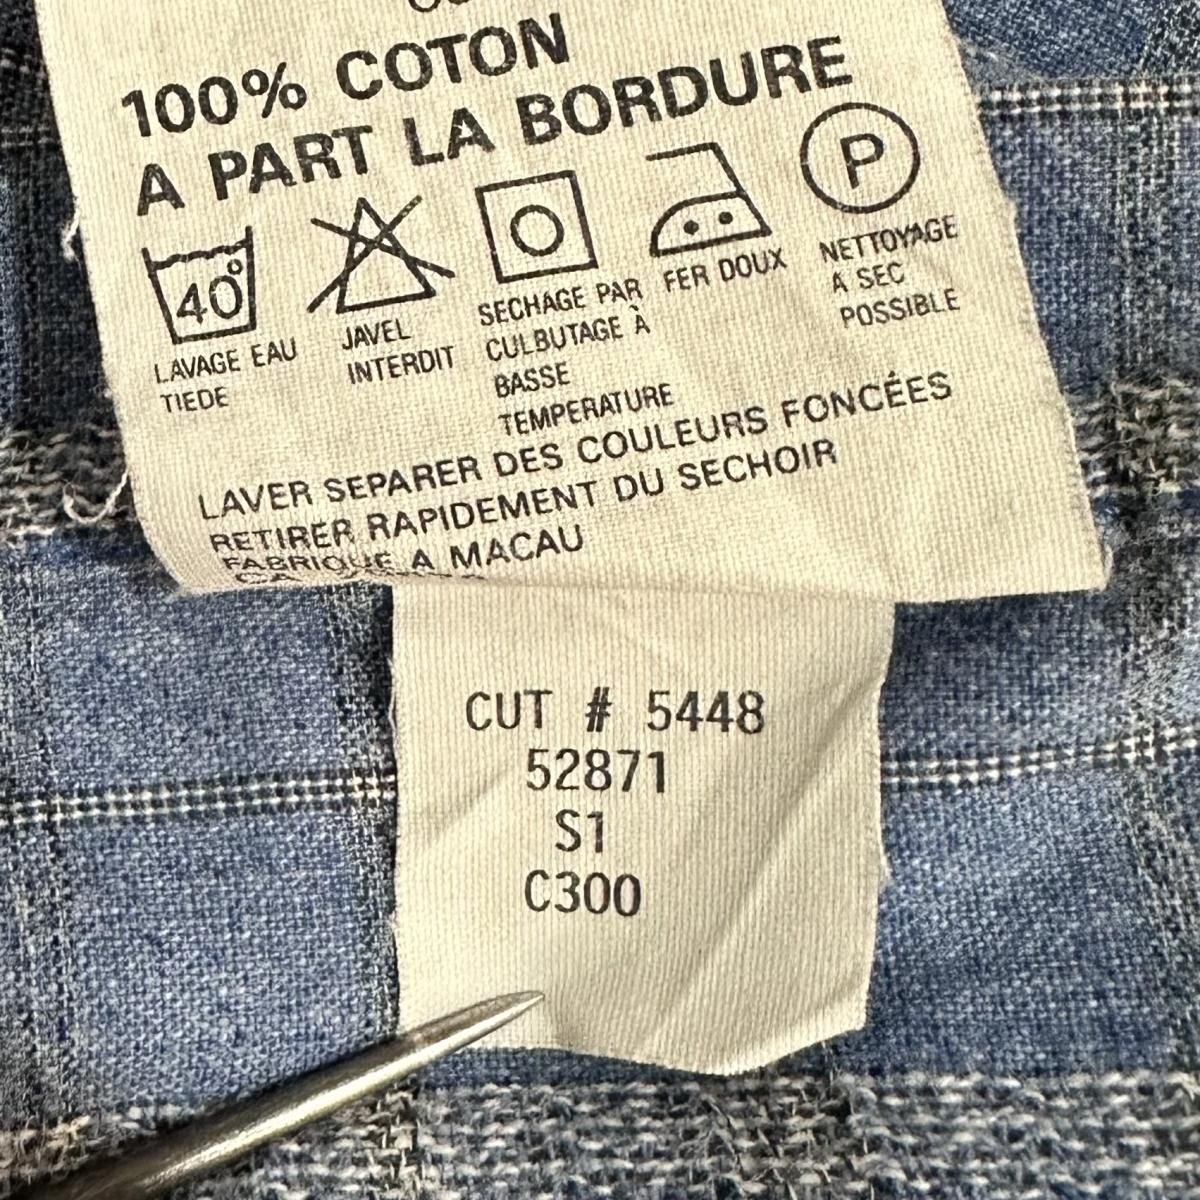 100% COTON
A PART LA BORDURE
40°
P
LAVAGE EAU
TIEDE
JAVEL
INTERDIT
SECHAGE PAR
CULBUTAGE À
BASSE
TEMPERATURE
FER DOUX
NETTOYAGE
A SEC
POSSIBLE
LAVER SEPARER DES COULEURS FONCÉES
RETIRER RAPIDEMENT DU SECHOIR
FABRIQUE A MACAU
CUT # 5448
52871
S1
C300